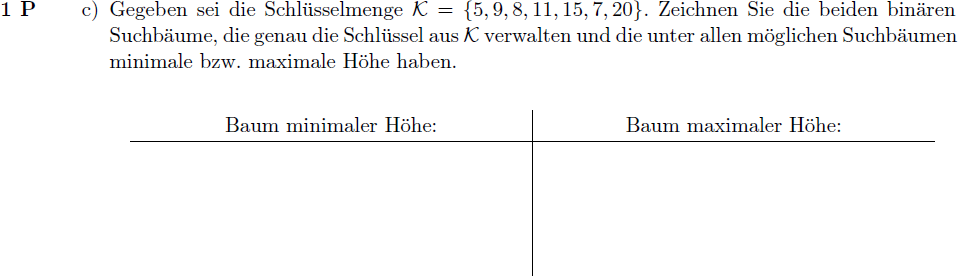 1 P c) Gegeben sei die Schlüsselmenge 𝒦 = {5, 9, 8, 11, 15, 7, 20}. Zeichnen Sie die beiden binären
Suchbäume, die genau die Schlüssel aus 𝒦 verwalten und die unter allen möglichen Suchbäumen
minimale bzw. maximale Höhe haben.
Baum minimaler Höhe: Baum maximaler Höhe: